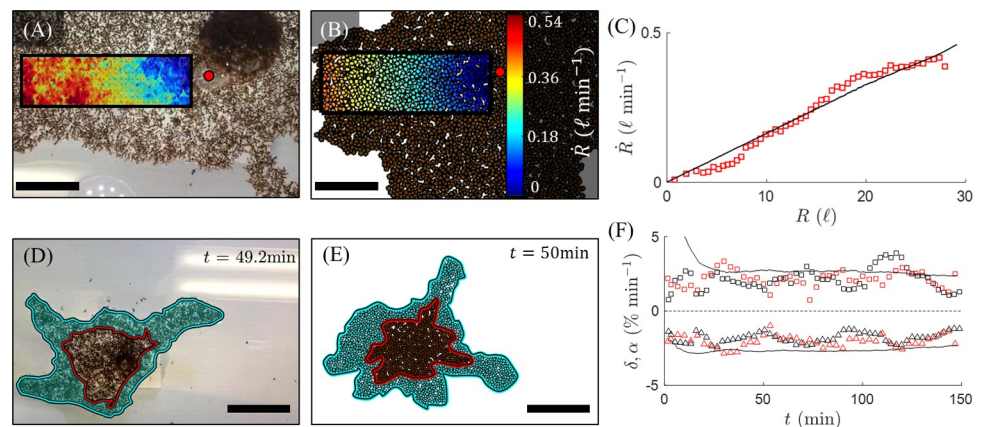 (A)
(B)
0.54
0.36
0.18
0
Ṙ (ℓ min⁻¹)
(C)
0.5
0
Ṙ (ℓ min⁻¹)
0 10 20 30
R (ℓ)
(D)
t = 49.2min
(E)
t = 50min
(F)
5
0
-5
δ, α (% min⁻¹)
0 50 100 150
t (min)